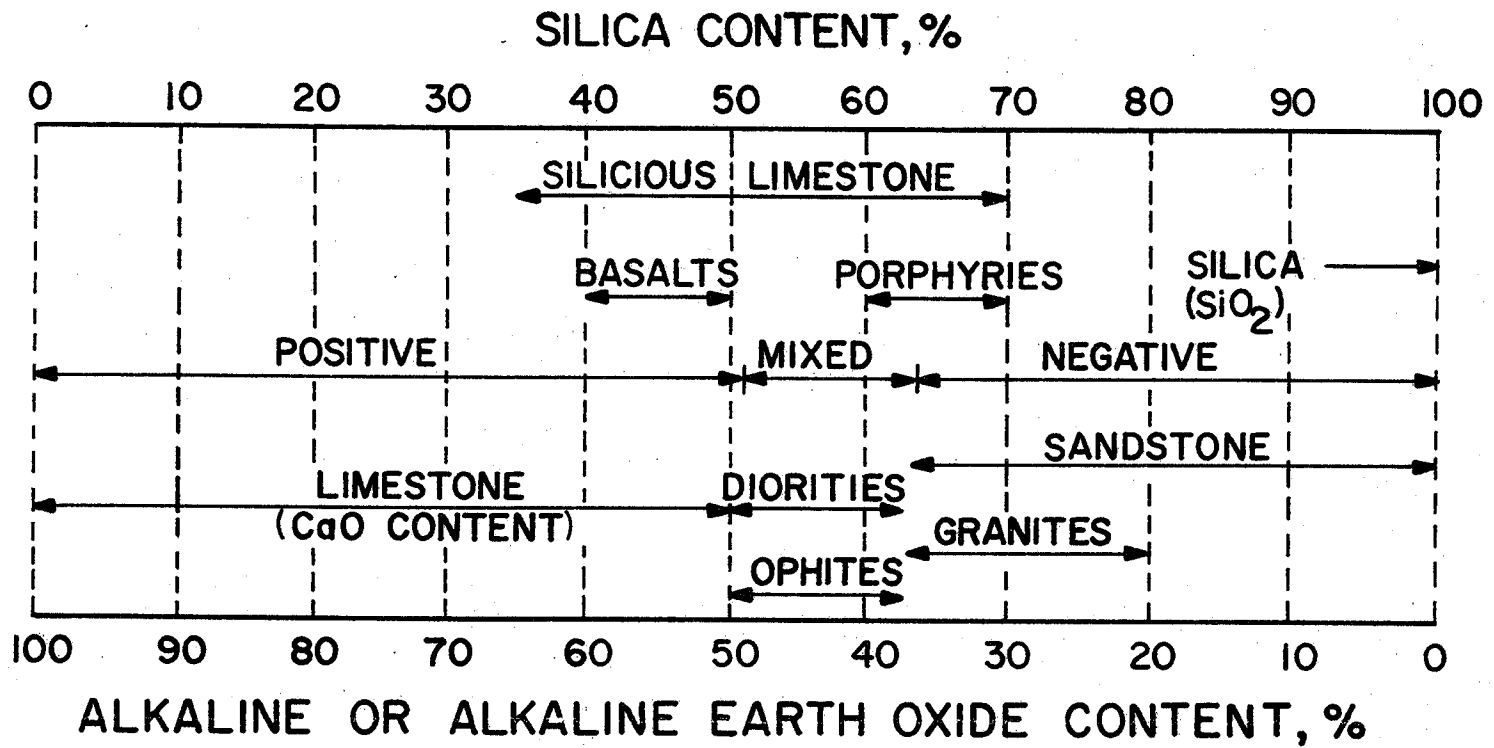 SILICA CONTENT, %
0 10 20 30 40 50 60 70 80 90 100
SILICIOUS LIMESTONE
BASALTS PORPHYRIES SILICA
(SiO2)
POSITIVE MIXED NEGATIVE
SANDSTONE
LIMESTONE DIORITIES
(CaO CONTENT)
GRANITES
OPHITES
100 90 80 70 60 50 40 30 20 10 0
ALKALINE OR ALKALINE EARTH OXIDE CONTENT, %